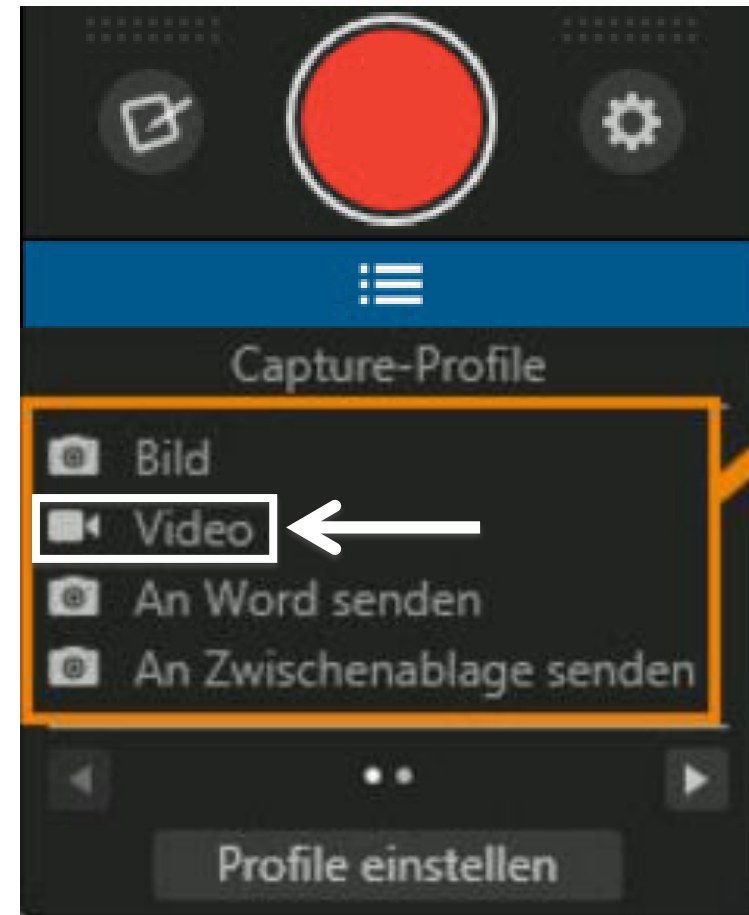 Capture-Profile
Bild
Video
An Word senden
An Zwischenablage senden
Profile einstellen